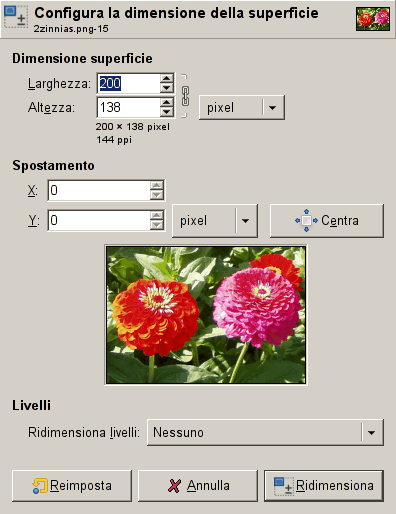 Configura la dimensione della superficie
2zinnias.png-15
Dimensione superficie
Larghezza: 200
Altezza: 138 pixel
200 × 138 pixel
144 ppi
Spostamento
X: 0
Y: 0 pixel Centra
Livelli
Ridimensiona livelli: Nessuno
Reimposta Annulla Ridimensiona